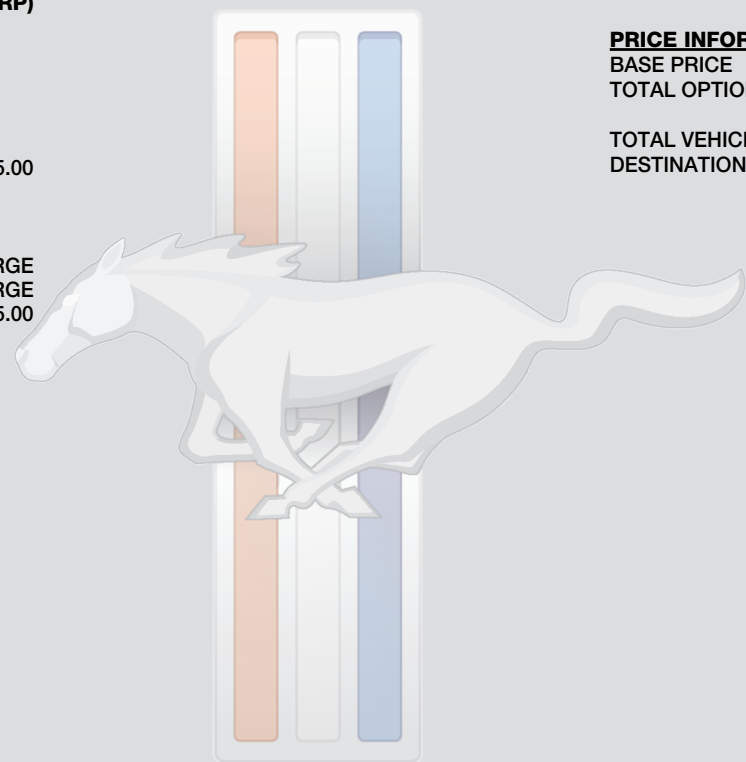 RP)
5.00
RGE
RGE
5.00
PRICE INFOR
BASE PRICE
TOTAL OPTIO
TOTAL VEHICL
DESTINATION